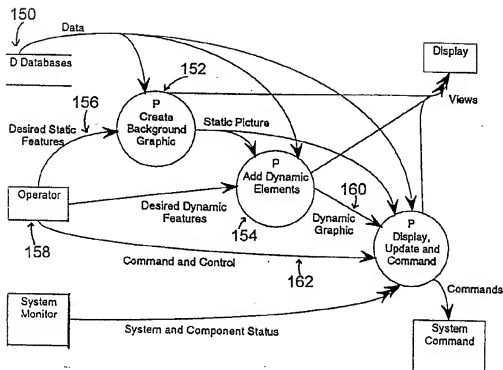 150
Data
D Databases
Display
152
P
Create
Background
Graphic
156
Views
Static Picture
Desired Static
Features
P
Add Dynamic
Elements
160
Operator
Desired Dynamic
Features
154
Dynamic
Graphic
P
Display,
Update and
Command
158
Command and Control
162
Commands
System
Monitor
System and Component Status
System
Command